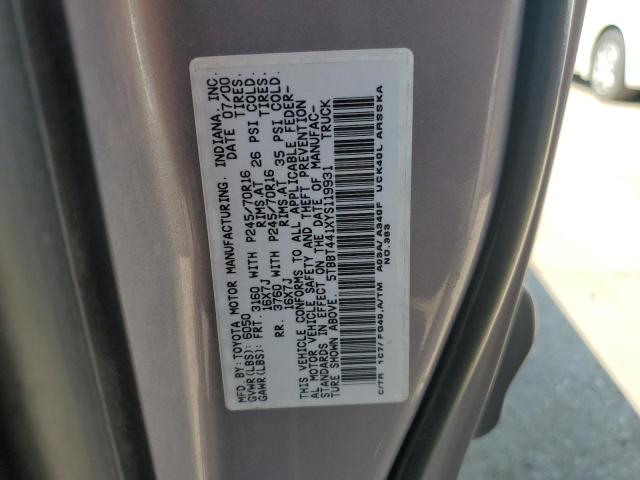 MFD. BY: TOYOTA MOTOR MANUFACTURING, INDIANA, INC.
GVWR(LBS): 6050 DATE 07/00
GAWR(LBS): FRT. 3160 WITH P245/70R16 TIRES.
16X7J RIMS.AT 26 PSI COLD.
RR. 3760 WITH P245/70R16 TIRES.
16X7J RIMS.AT 35 PSI COLD.
THIS VEHICLE CONFORMS TO ALL APPLICABLE FEDER-
AL MOTOR VEHICLE SAFETY AND THEFT PREVENTION
STANDARDS IN EFFECT ON THE DATE OF MANUFAC-
TURE SHOWN ABOVE. 5TBBT441XYS119931 TRUCK
C/TR 1C7/FG40,A/TM A03A/A340F UCK40L ARSSKA
NO.383